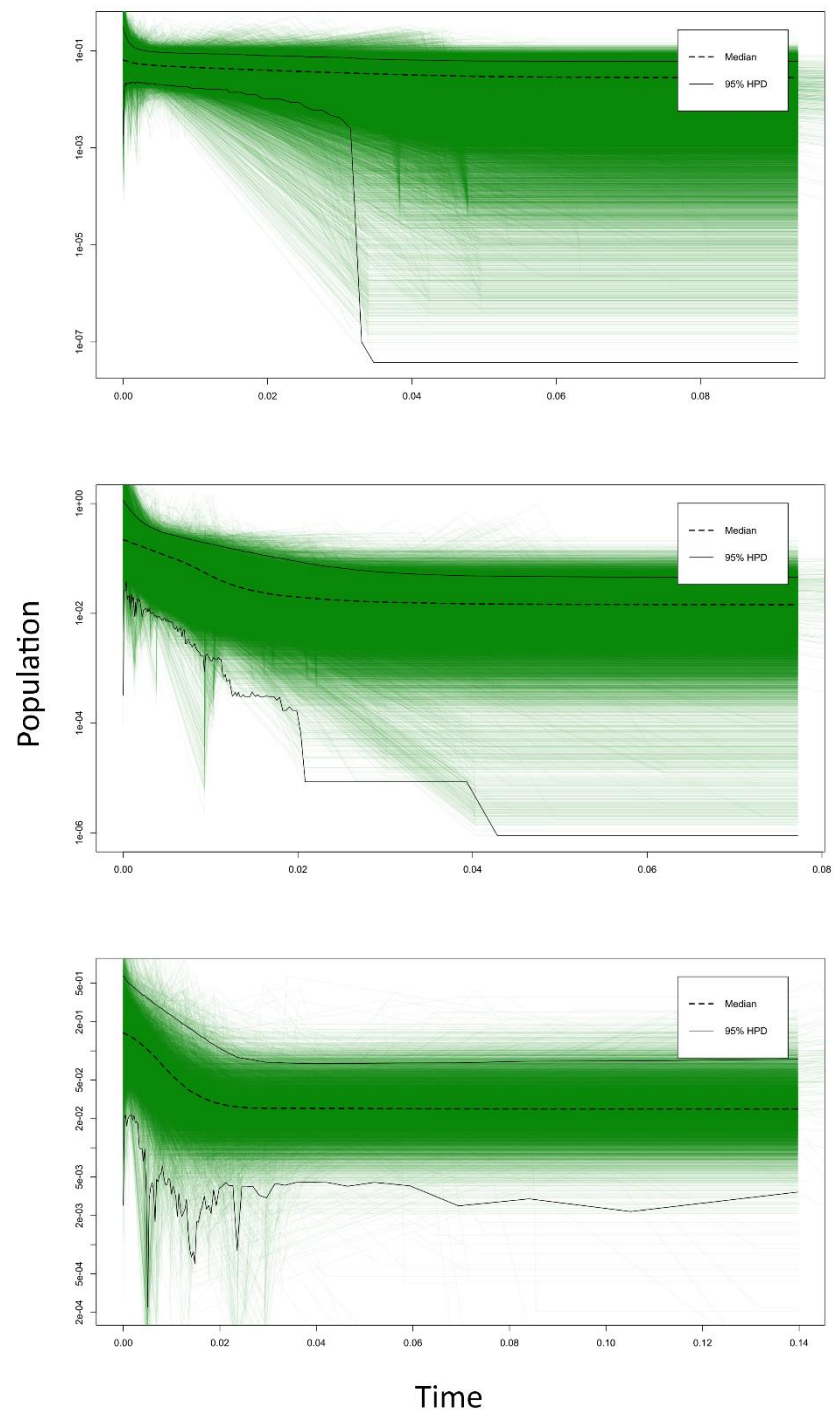 1e-01
1e-03
1e-05
1e-07
Median
95% HPD
0.00 0.02 0.04 0.06 0.08
1e+00
1e-02
1e-04
1e-06
Median
95% HPD
0.00 0.02 0.04 0.06 0.08
Population
5e-01
2e-01
5e-02
2e-02
5e-03
2e-03
5e-04
2e-04
Median
95% HPD
0.00 0.02 0.04 0.06 0.08 0.10 0.12 0.14
Time